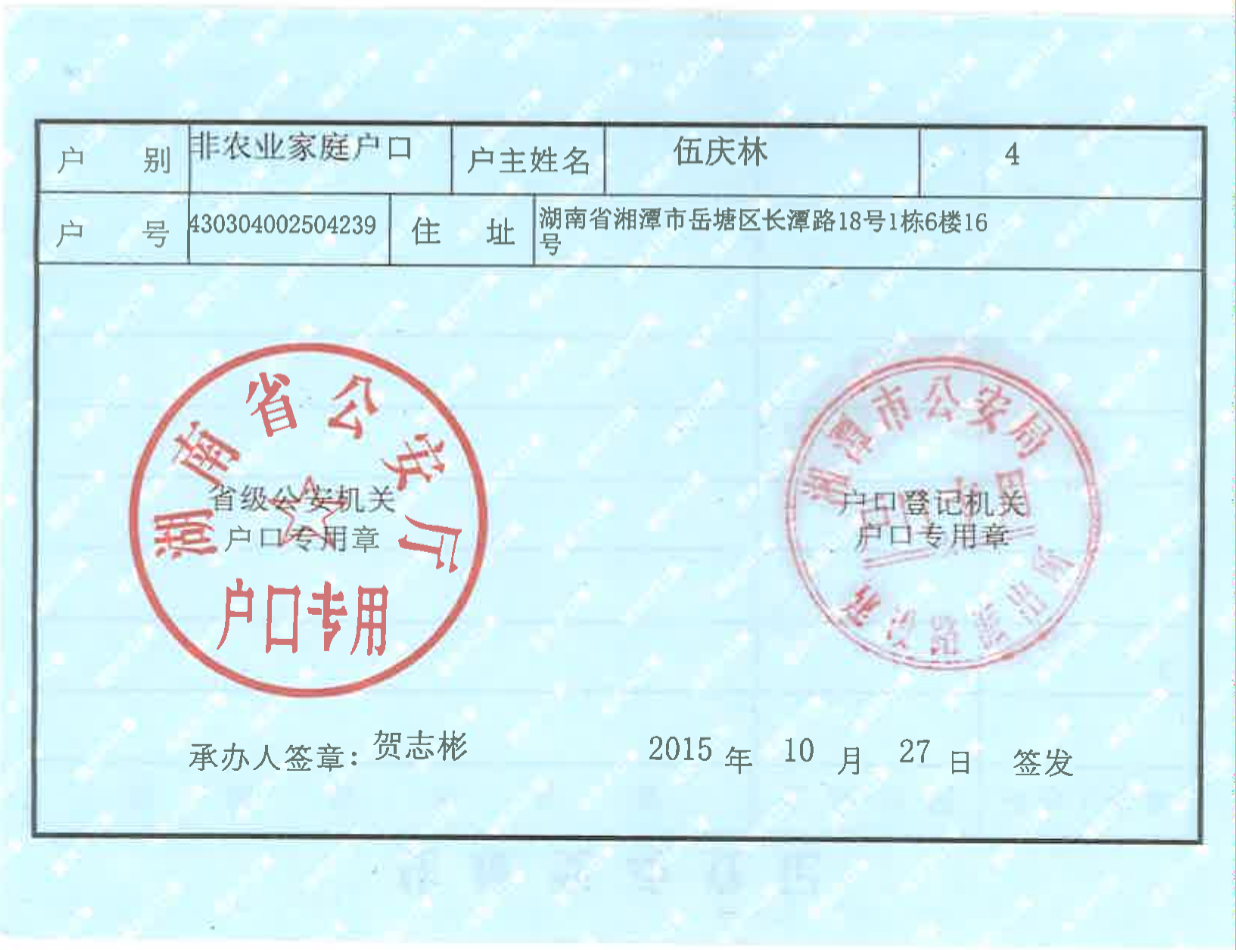 户 别 非农业家庭户口 户主姓名 伍庆林 4
户 号 430304002504239 住 址 湖南省湘潭市岳塘区长潭路18号1栋6楼16
号
湖南省公安厅
户口专用
省级公安机关
户口专用章
湘潭市公安局
路派出所
户口登记机关
户口专用章
承办人签章: 贺志彬 2015 年 10 月 27 日 签发